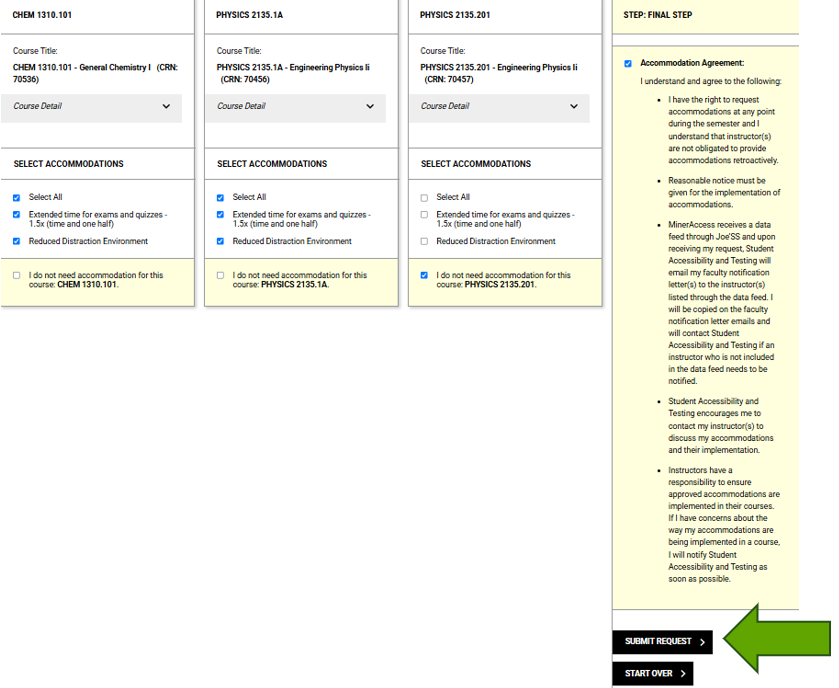 CHEM 1310.101
Course Title:
CHEM 1310.101 - General Chemistry I (CRN:
70536)
Course Detail
SELECT ACCOMMODATIONS
Select All
Extended time for exams and quizzes -
1.5x (time and one half)
Reduced Distraction Environment
I do not need accommodation for this
course: CHEM 1310.101.
PHYSICS 2135.1A
Course Title:
PHYSICS 2135.1A - Engineering Physics Ii
(CRN: 70456)
Course Detail
SELECT ACCOMMODATIONS
Select All
Extended time for exams and quizzes -
1.5x (time and one half)
Reduced Distraction Environment
I do not need accommodation for this
course: PHYSICS 2135.1A.
PHYSICS 2135.201
Course Title:
PHYSICS 2135.201 - Engineering Physics Ii
(CRN: 70457)
Course Detail
SELECT ACCOMMODATIONS
Select All
Extended time for exams and quizzes -
1.5x (time and one half)
Reduced Distraction Environment
I do not need accommodation for this
course: PHYSICS 2135.201.
STEP: FINAL STEP
Accommodation Agreement:
I understand and agree to the following:
• I have the right to request
accommodations at any point
during the semester and I
understand that instructor(s)
are not obligated to provide
accommodations retroactively.
• Reasonable notice must be
given for the implementation of
accommodations.
• MinerAccess receives a data
feed through Joe'SS and upon
receiving my request, Student
Accessibility and Testing will
email my faculty notification
letter(s) to the instructor(s)
listed through the data feed. I
will be copied on the faculty
notification letter emails and
will contact Student
Accessibility and Testing if an
instructor who is not included
in the data feed needs to be
notified.
• Student Accessibility and
Testing encourages me to
contact my instructor(s) to
discuss my accommodations
and their implementation.
• Instructors have a
responsibility to ensure
approved accommodations are
implemented in their courses.
If I have concerns about the
way my accommodations are
being implemented in a course,
I will notify Student
Accessibility and Testing as
soon as possible.
SUBMIT REQUEST
START OVER